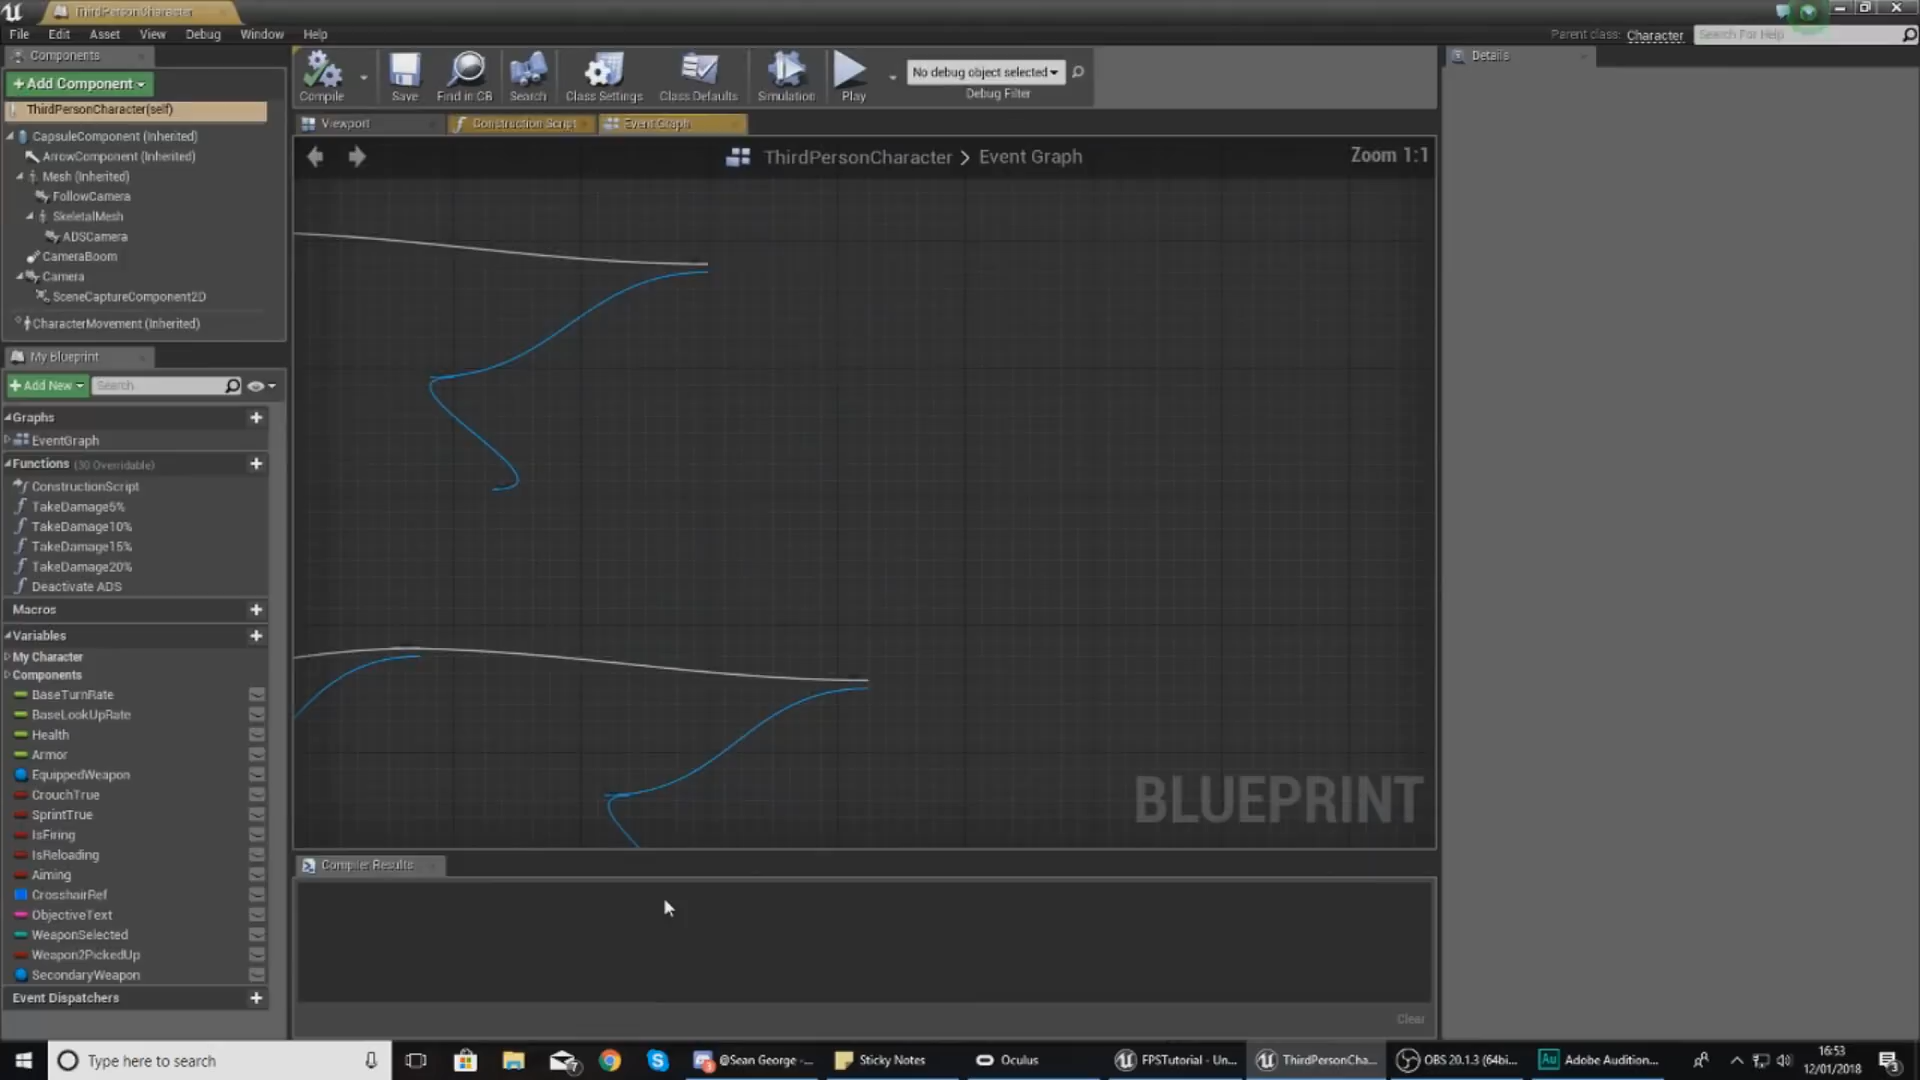 ThirdPersonCharacter
File Edit Asset View Debug Window Help
Parent class: Character Search For Help
Components
+Add Component
ThirdPersonCharacter(self)
CapsuleComponent (Inherited)
ArrowComponent (Inherited)
Mesh (Inherited)
FollowCamera
SkeletalMesh
ADSCamera
CameraBoom
Camera
SceneCaptureComponent2D
CharacterMovement (Inherited)
My Blueprint
+Add New Search
Graphs
EventGraph
Functions (30 Overridable)
ConstructionScript
TakeDamage5%
TakeDamage10%
TakeDamage15%
TakeDamage20%
Deactivate ADS
Macros
Variables
My Character
Components
BaseTurnRate
BaseLookUpRate
Health
Armor
EquippedWeapon
CrouchTrue
SprintTrue
IsFiring
IsReloading
Aiming
CrosshairRef
ObjectiveText
WeaponSelected
Weapon2PickedUp
SecondaryWeapon
Event Dispatchers
Compile Save Find in CB Search Class Settings Class Defaults Simulation Play
No debug object selected
Debug Filter
Viewport Construction Script Event Graph
ThirdPersonCharacter > Event Graph
Zoom 1:1
BLUEPRINT
Compiler Results
Clear
Details
Type here to search
@Sean George -...
Sticky Notes
Oculus
FPSTutorial - Un...
ThirdPersonCha...
OBS 20.1.3 (64bi...
Adobe Audition...
16:53
12/01/2018